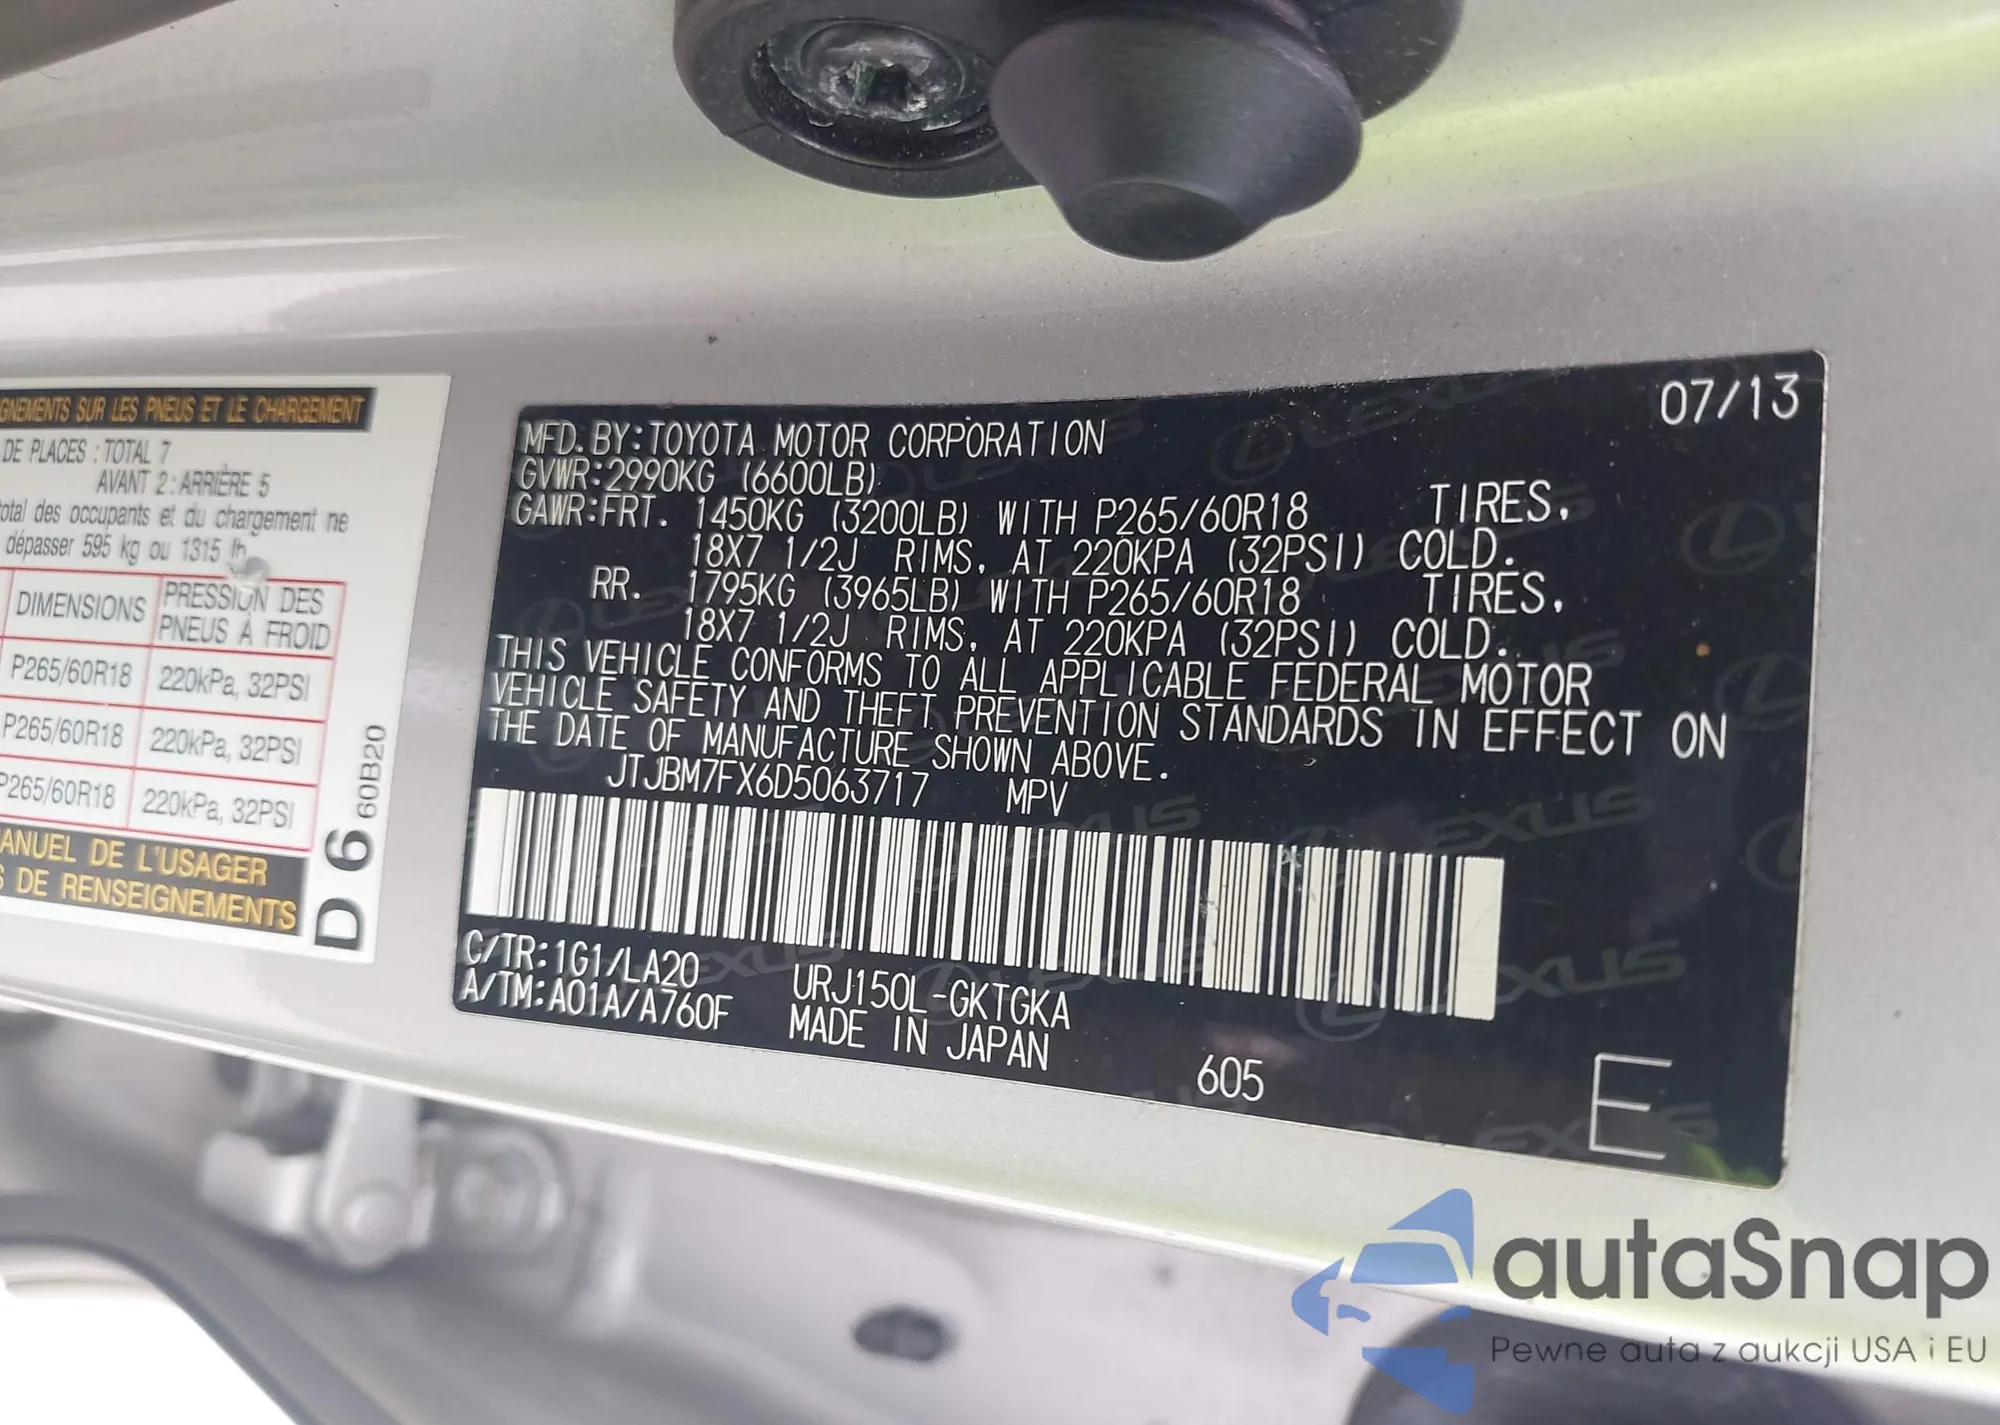 GNEMENTS SUR LES PNEUS ET LE CHARGEMENT
DE PLACES : TOTAL 7
AVANT 2 : ARRIÈRE 5
total des occupants et du chargement ne
dépasser 595 kg ou 1315 lb
DIMENSIONS PRESSION DES
PNEUS À FROID
P265/60R18 220kPa, 32PSI
P265/60R18 220kPa, 32PSI
P265/60R18 220kPa, 32PSI
ANUEL DE L'USAGER
S DE RENSEIGNEMENTS
D 6 60B20
07/13
MFD. BY: TOYOTA MOTOR CORPORATION
GVWR: 2990KG (6600LB)
GAWR: FRT. 1450KG (3200LB) WITH P265/60R18 TIRES,
18X7 1/2J RIMS, AT 220KPA (32PSI) COLD.
RR. 1795KG (3965LB) WITH P265/60R18 TIRES,
18X7 1/2J RIMS, AT 220KPA (32PSI) COLD.
THIS VEHICLE CONFORMS TO ALL APPLICABLE FEDERAL MOTOR
VEHICLE SAFETY AND THEFT PREVENTION STANDARDS IN EFFECT ON
THE DATE OF MANUFACTURE SHOWN ABOVE.
JTJBM7FX6D5063717 MPV
C/TR: 1G1/LA20
A/TM: A01A/A760F
URJ150L-GKTGKA
MADE IN JAPAN
605
E
autaSnap
Pewne auta z aukcji USA i EU